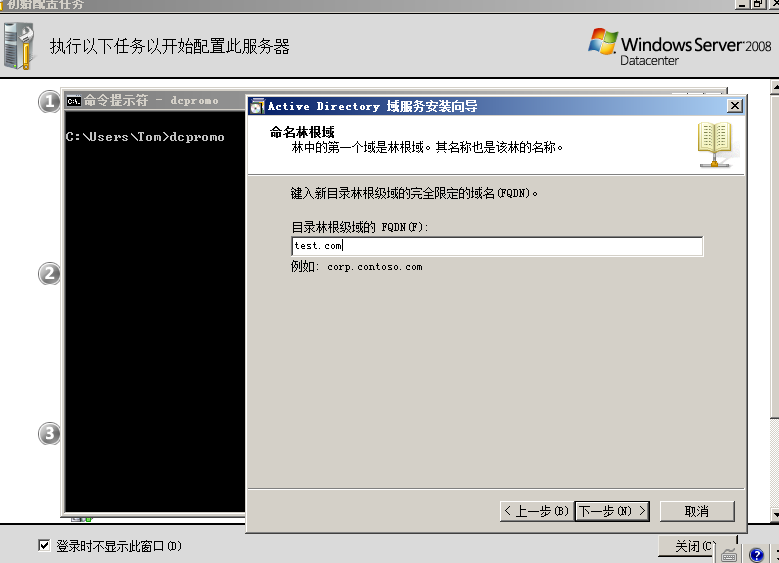 初始配置任务
执行以下任务以开始配置此服务器
Windows Server 2008
Datacenter
1
命令提示符 - dcpromo
C:\Users\Tom>dcpromo
2
3
Active Directory 域服务安装向导
命名林根域
林中的第一个域是林根域。其名称也是该林的名称。
键入新目录林根级域的完全限定的域名(FQDN)。
目录林根级域的 FQDN(F):
test.com
例如: corp.contoso.com
< 上一步(B) 下一步(N) > 取消
登录时不显示此窗口(D)
关闭(C)